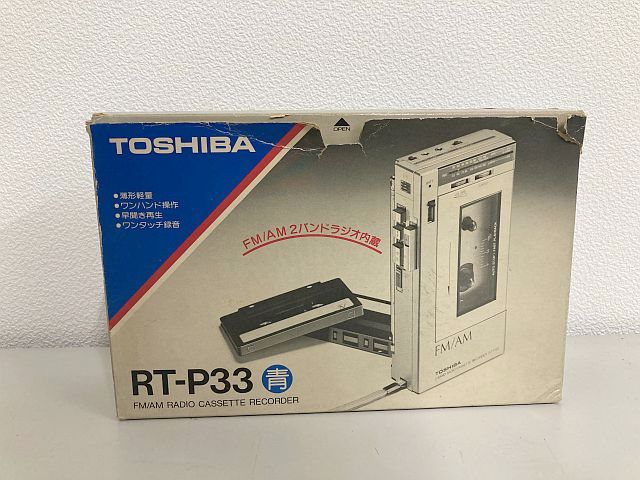 OPEN
TOSHIBA
•薄形軽量
•ワンハンド操作
•早聞き再生
•ワンタッチ録音
FM/AM 2バンドラジオ内蔵
FM/AM
TOSHIBA
RT-P33 青
FM/AM RADIO CASSETTE RECORDER